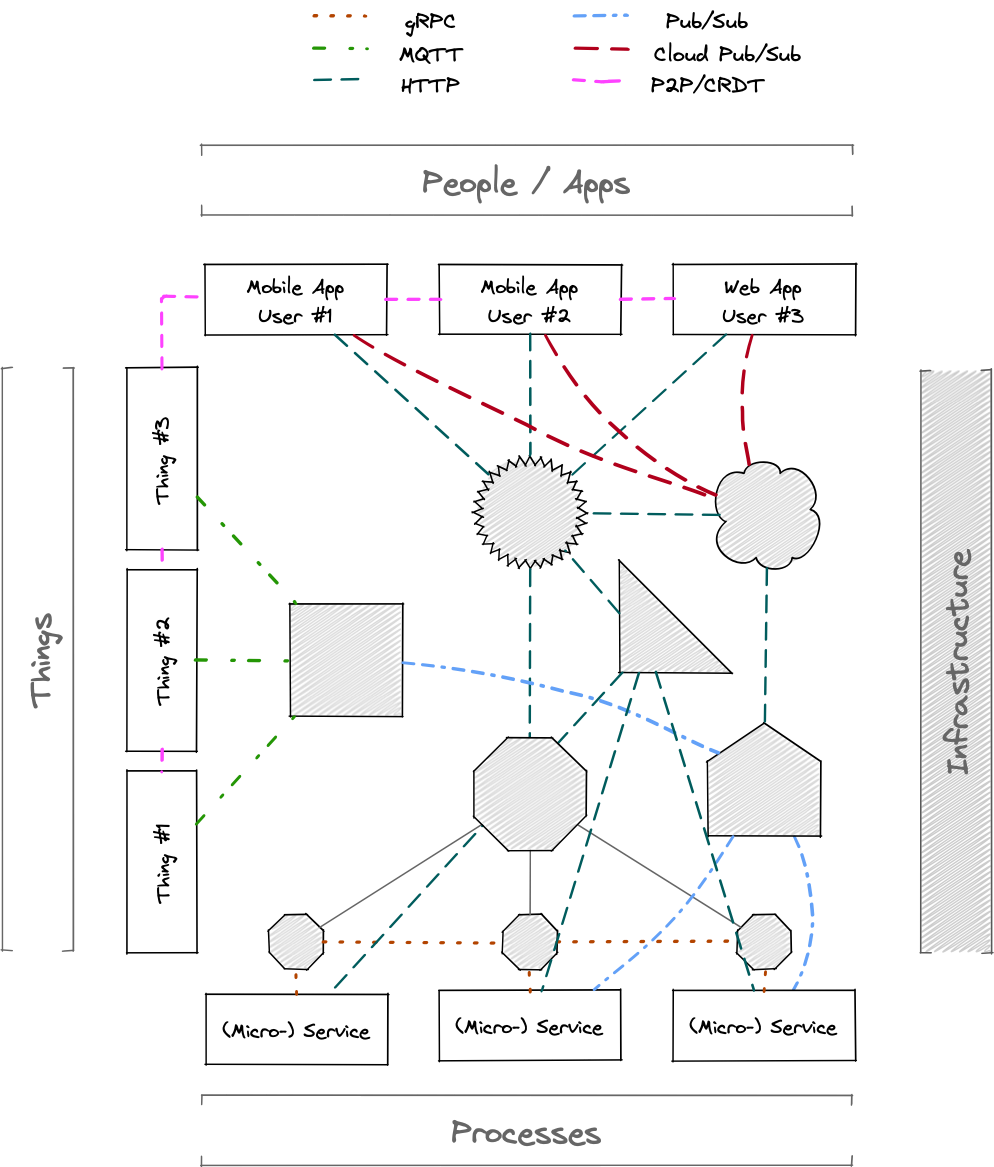 gRPC
Pub/Sub
MQTT
Cloud Pub/Sub
HTTP
P2P/CRDT
People / Apps
Mobile App
User #1
Mobile App
User #2
Web App
User #3
Things
Thing #3
Thing #2
Thing #1
Infrastructure
(Micro-) Service
(Micro-) Service
(Micro-) Service
Processes